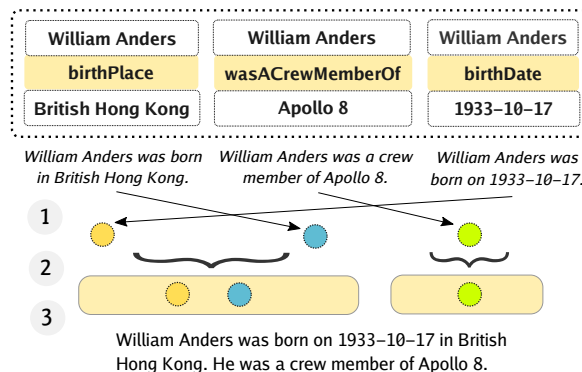 William Anders William Anders William Anders
birthPlace wasACrewMemberOf birthDate
British Hong Kong Apollo 8 1933-10-17
William Anders was born William Anders was a crew William Anders was
in British Hong Kong. member of Apollo 8. born on 1933-10-17.
1
2
3
William Anders was born on 1933-10-17 in British
Hong Kong. He was a crew member of Apollo 8.